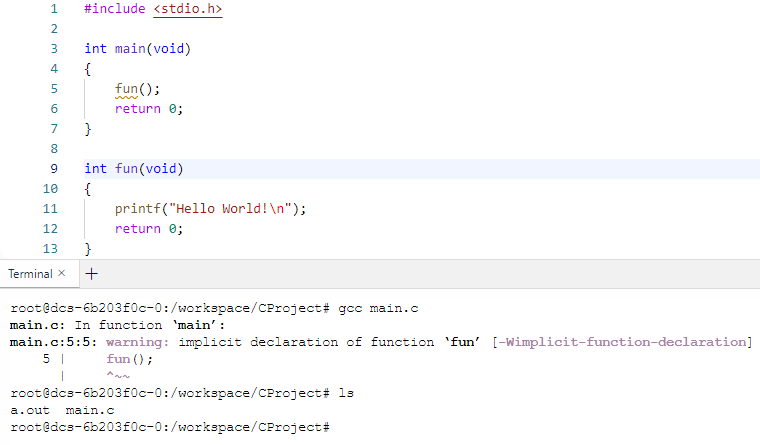 1 #include <stdio.h>
2
3 int main(void)
4 {
5 fun();
6 return 0;
7 }
8
9 int fun(void)
10 {
11 printf("Hello World!\n");
12 return 0;
13 }
Terminal × +
root@dcs-6b203f0c-0:/workspace/CProject# gcc main.c
main.c: In function ‘main’:
main.c:5:5: warning: implicit declaration of function ‘fun’ [-Wimplicit-function-declaration]
5 | fun();
| ^~~
root@dcs-6b203f0c-0:/workspace/CProject# ls
a.out main.c
root@dcs-6b203f0c-0:/workspace/CProject#